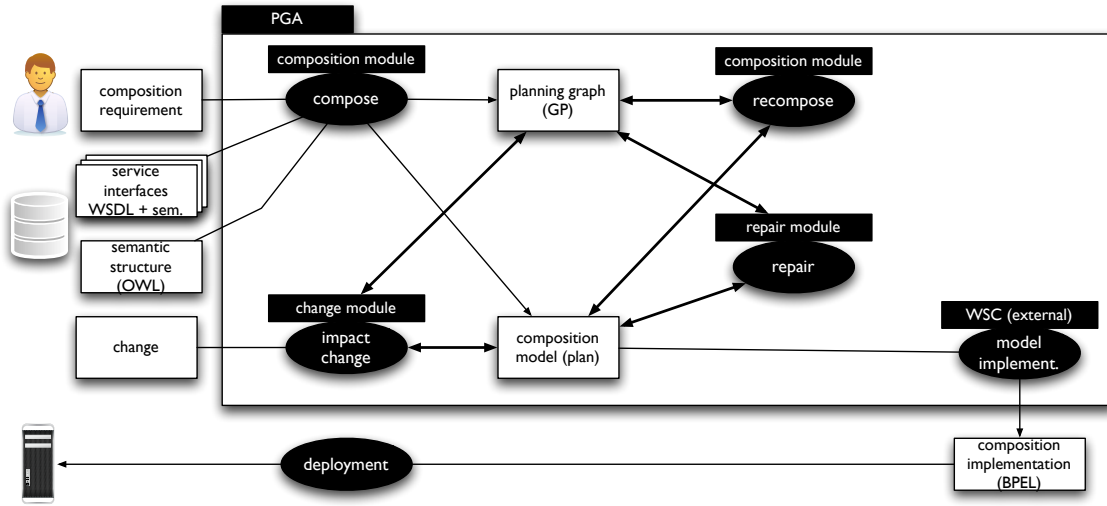 PGA
composition module
compose
composition
requirement
planning graph
(GP)
composition module
recompose
service
interfaces
WSDL + sem.
semantic
structure
(OWL)
repair module
repair
change module
impact
change
change
composition
model (plan)
WSC (external)
model
implement.
deployment
composition
implementation
(BPEL)